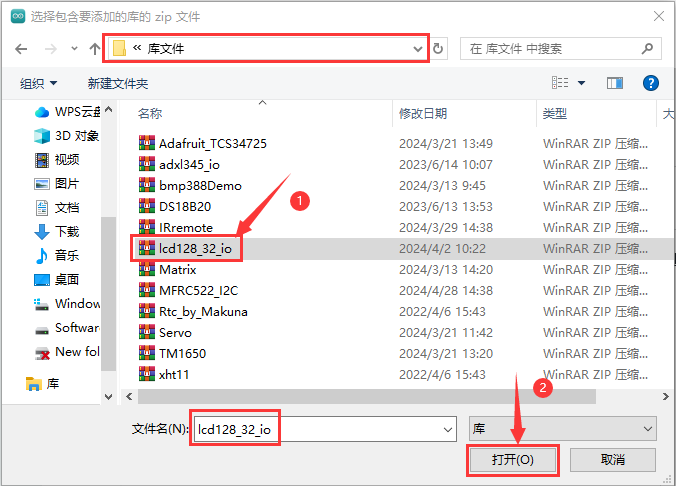 选择包含要添加的库的 zip 文件
« 库文件
在 库文件 中搜索
组织 新建文件夹
WPS云盘
3D 对象
视频
图片
文档
下载
音乐
桌面
Window
Software
New fol
库
名称 修改日期 类型 大
Adafruit_TCS34725 2024/3/21 13:49 WinRAR ZIP 压缩...
adxl345_io 2023/6/14 10:07 WinRAR ZIP 压缩...
bmp388Demo 2024/3/13 9:45 WinRAR ZIP 压缩...
DS18B20 2023/6/13 13:53 WinRAR ZIP 压缩...
IRremote 2024/3/29 14:38 WinRAR ZIP 压缩...
lcd128_32_io 2024/4/2 10:22 WinRAR ZIP 压缩...
Matrix 2024/3/13 14:20 WinRAR ZIP 压缩...
MFRC522_I2C 2024/4/28 14:38 WinRAR ZIP 压缩...
Rtc_by_Makuna 2022/4/6 15:43 WinRAR ZIP 压缩...
Servo 2024/3/21 11:42 WinRAR ZIP 压缩...
TM1650 2024/3/21 13:20 WinRAR ZIP 压缩...
xht11 2022/4/6 15:43 WinRAR ZIP 压缩...
1
2
文件名(N): lcd128_32_io 库
打开(O) 取消